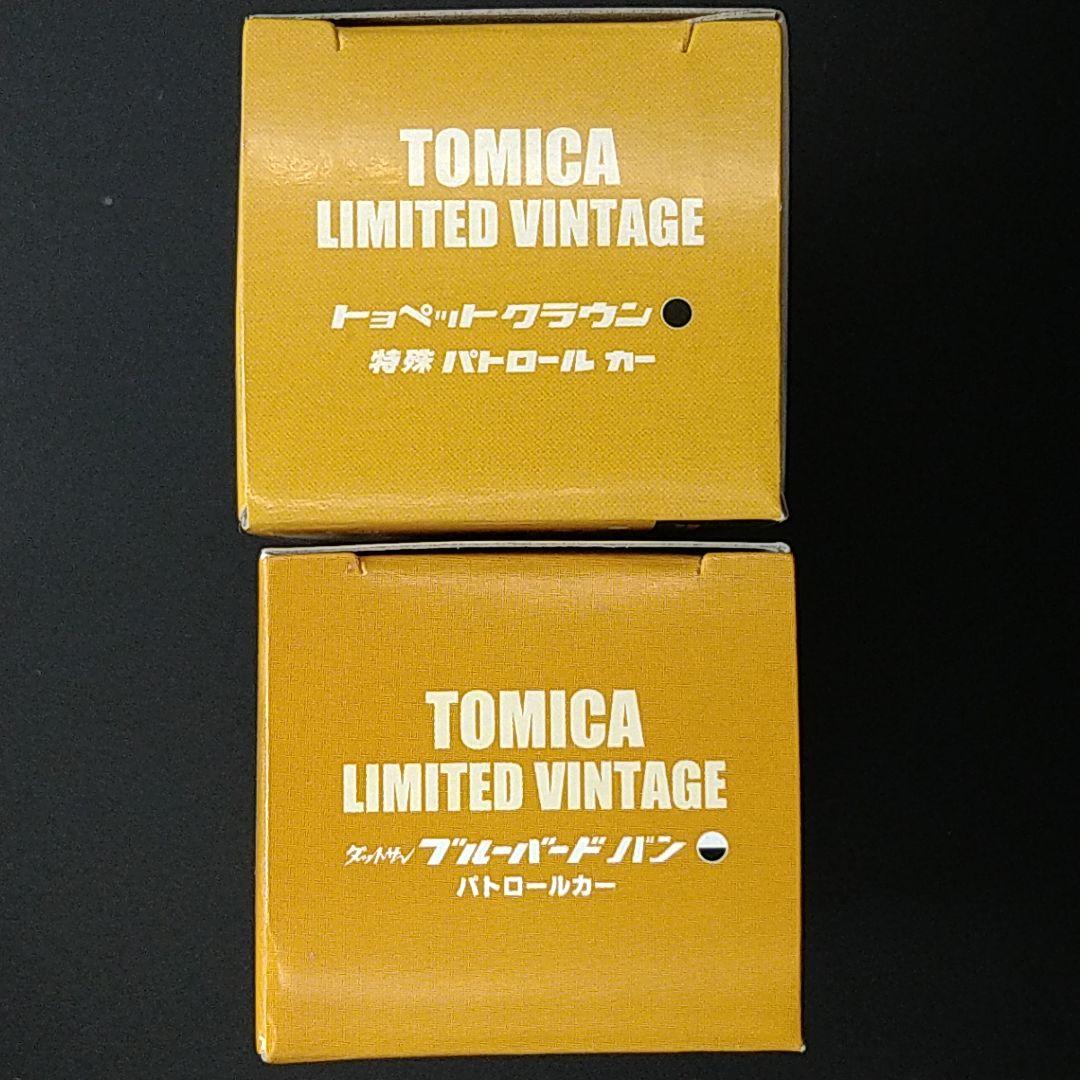 TOMICA
LIMITED VINTAGE
トヨペットクラウン
特殊 パトロール カー
TOMICA
LIMITED VINTAGE
ダットサン ブルーバード バン
パトロールカー